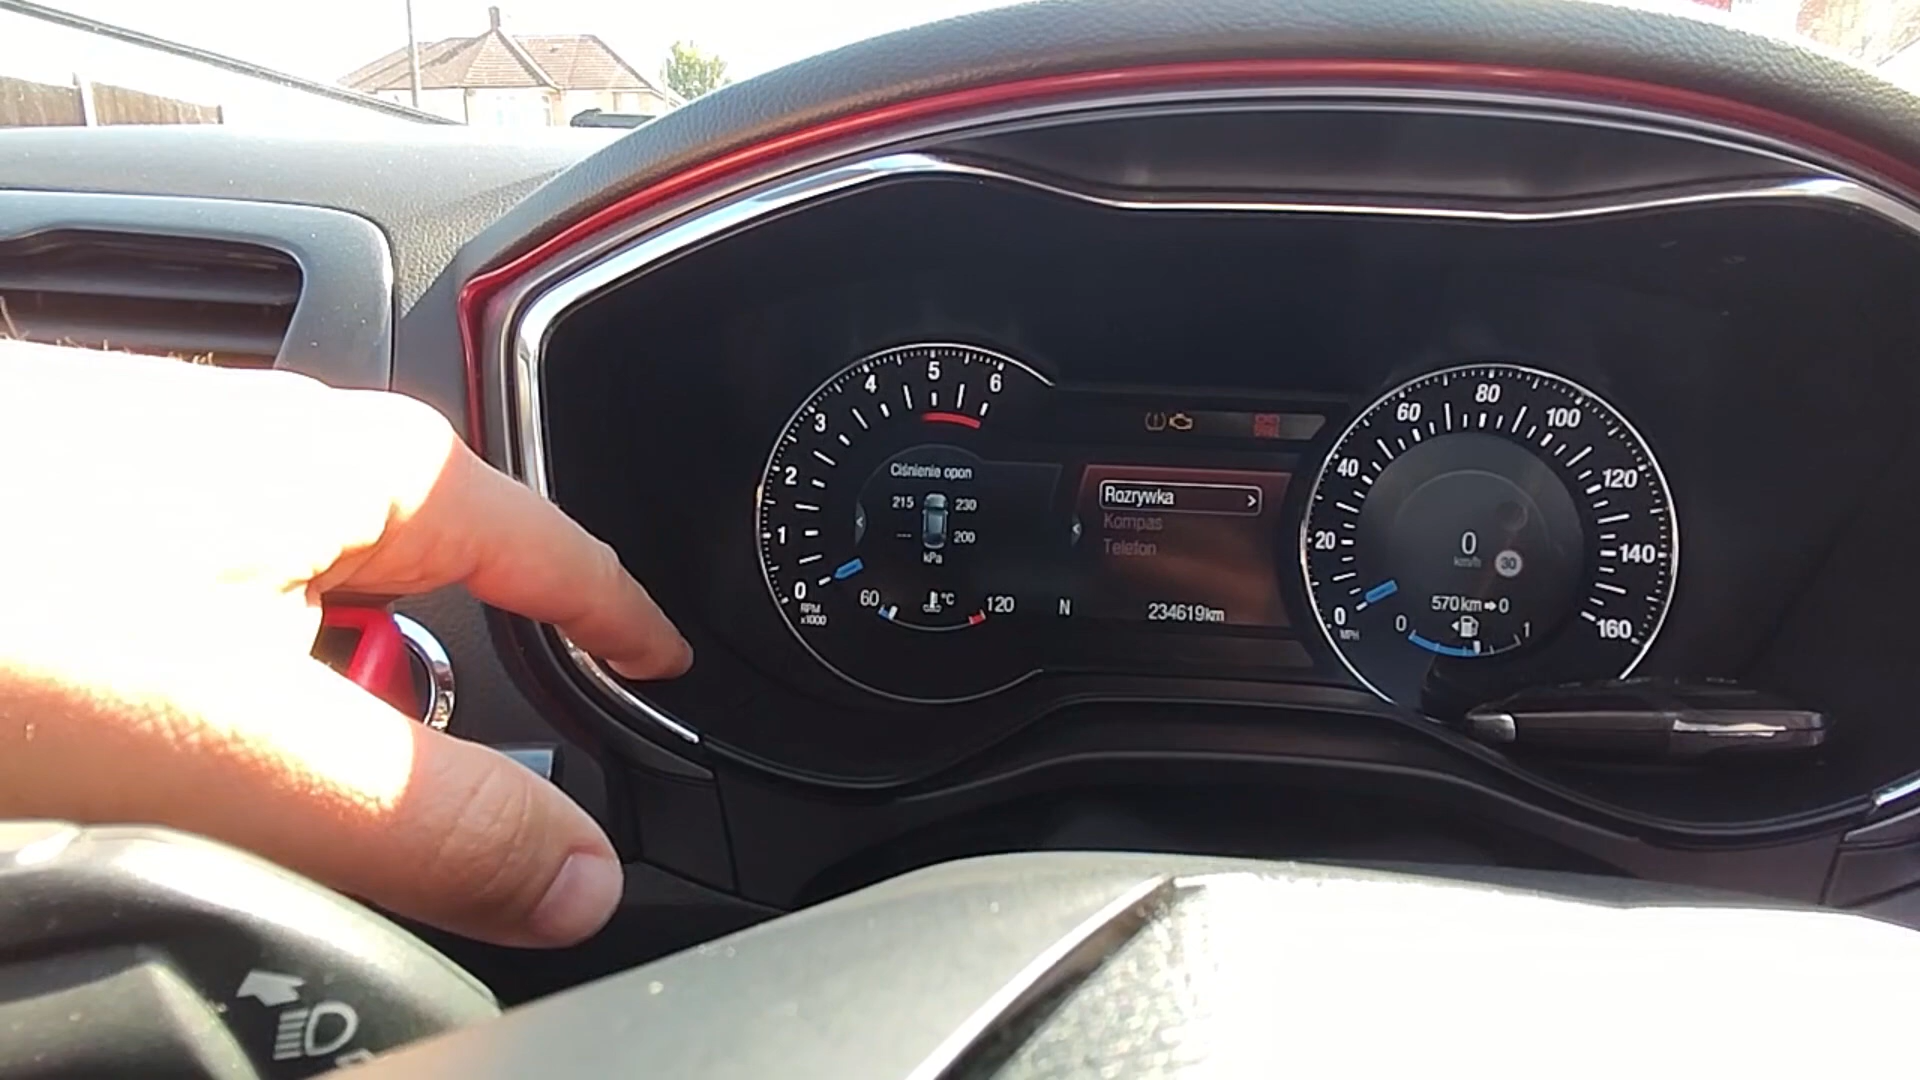 0
1
2
3
4
5
6
RPM
x1000
Ciśnienie opon
215 230
--- 200
kPa
60 °C 120
N
Rozrywka >
Kompas
Telefon
234619km
0
20
40
60
80
100
120
140
160
MPH
0
km/h 30
570km 0
0 1